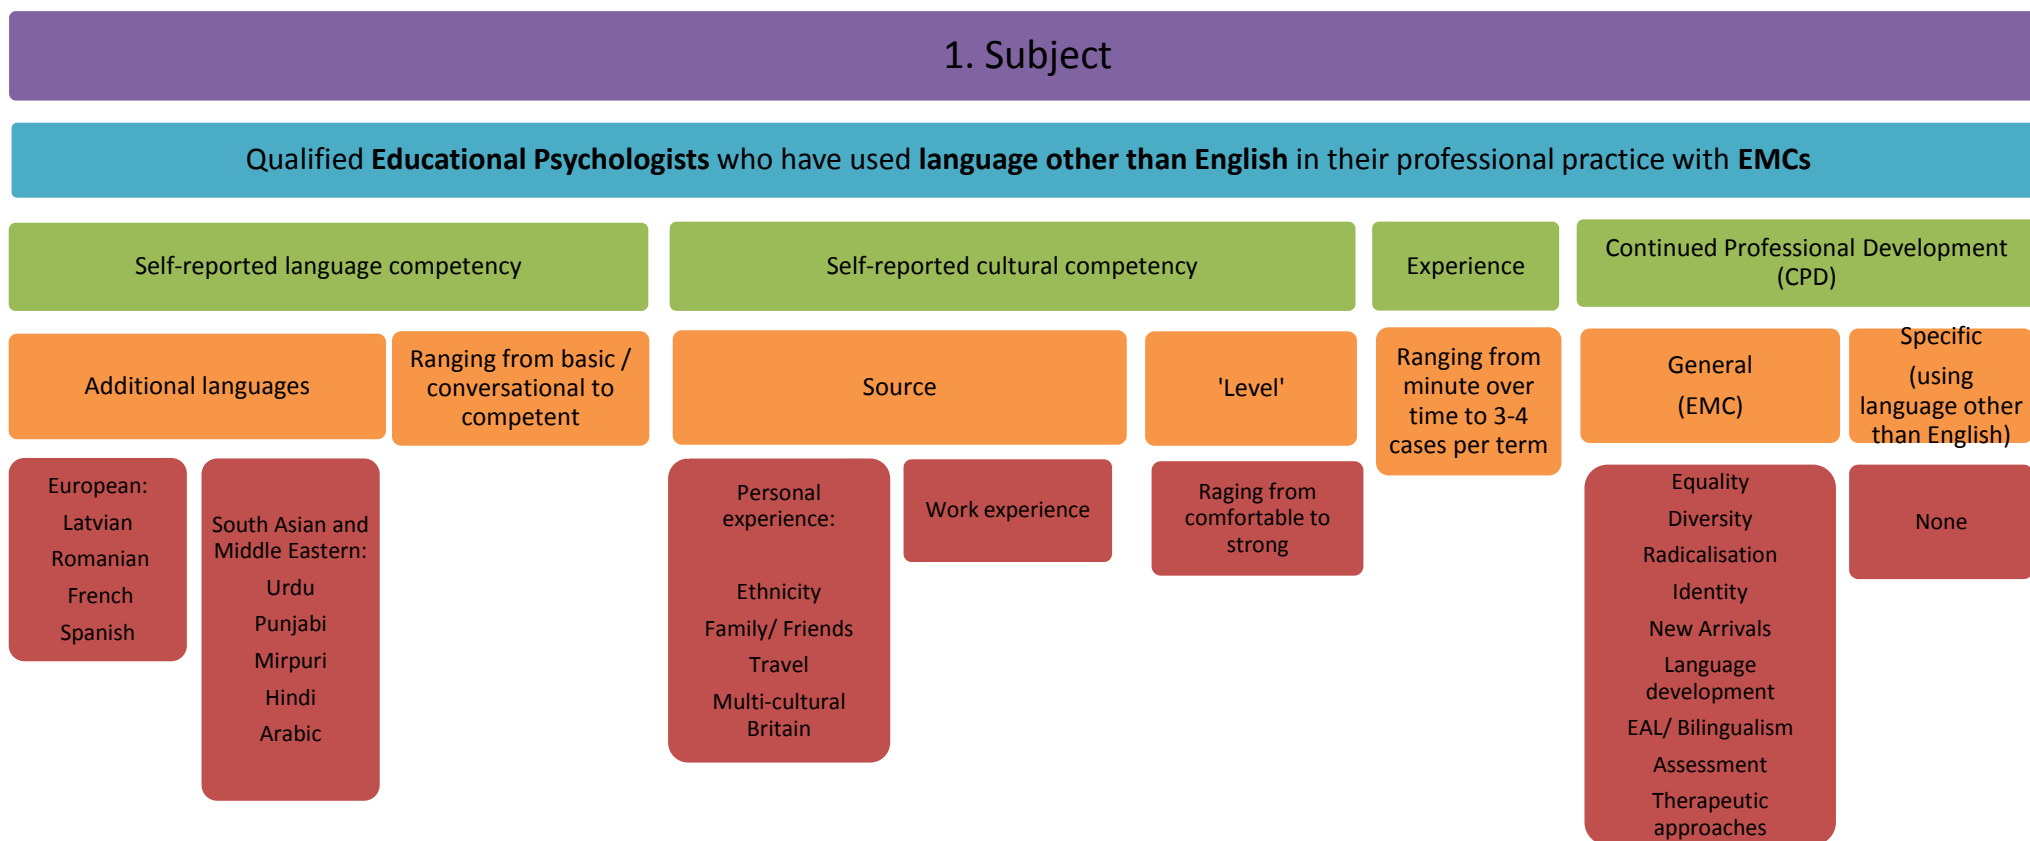 1. Subject
Qualified Educational Psychologists who have used language other than English in their professional practice with EMCs
Self-reported language competency
Self-reported cultural competency
Experience
Continued Professional Development
(CPD)
Additional languages
Ranging from basic /
conversational to
competent
Source
'Level'
Ranging from
minute over
time to 3-4
cases per term
General
(EMC)
Specific
(using
language other
than English)
European:
Latvian
Romanian
French
Spanish
South Asian and
Middle Eastern:
Urdu
Punjabi
Mirpuri
Hindi
Arabic
Personal
experience:
Ethnicity
Family/ Friends
Travel
Multi-cultural
Britain
Work experience
Raging from
comfortable to
strong
Equality
Diversity
Radicalisation
Identity
New Arrivals
Language
development
EAL/ Bilingualism
Assessment
Therapeutic
approaches
None